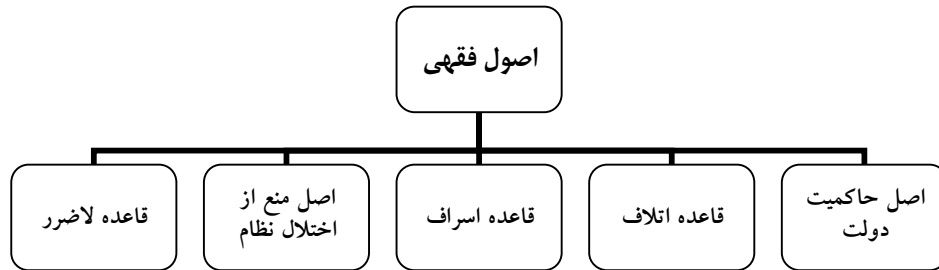 اصول فقهی
اصل حاکمیت
دولت
قاعده اتلاف
قاعده اسراف
اصل منع از
اختلال نظام
قاعده لاضرر